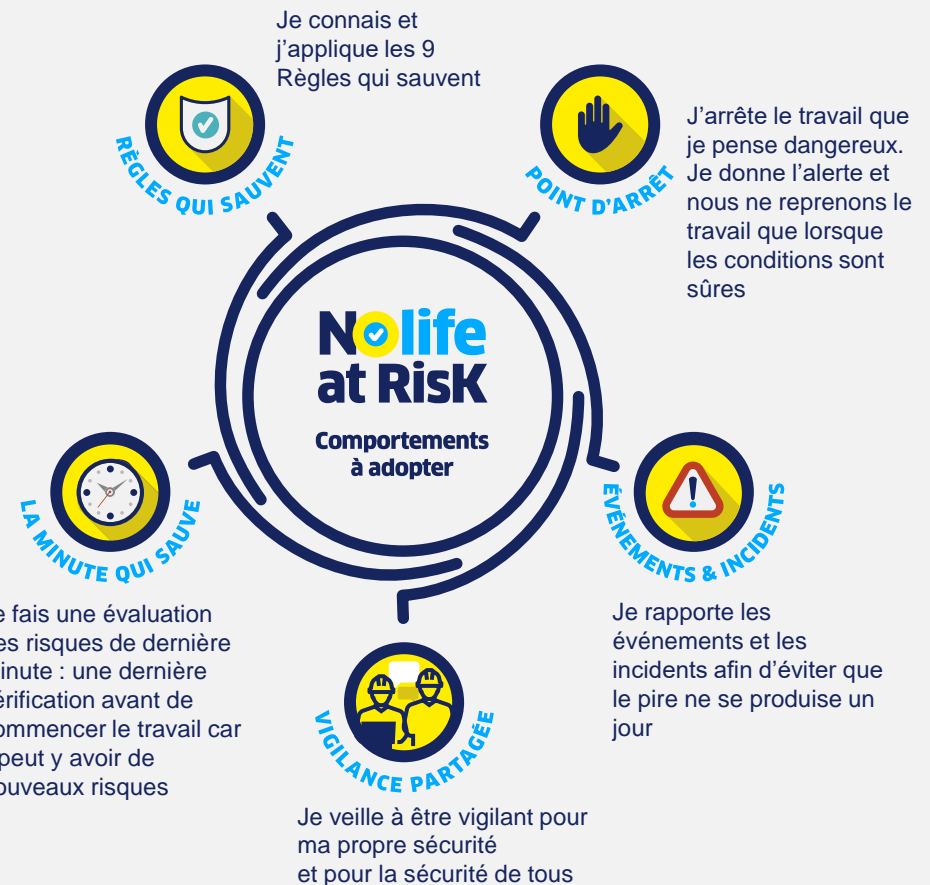 Je connais et
j'applique les 9
Règles qui sauvent
RÈGLES QUI SAUVENT
POINT D'ARRÊT
J'arrête le travail que
je pense dangereux.
Je donne l'alerte et
nous ne reprenons le
travail que lorsque
les conditions sont
sûres
No life
at RisK
Comportements
à adopter
LA MINUTE QUI SAUVE
e fais une évaluation
es risques de dernière
inute : une dernière
érification avant de
ommencer le travail car
peut y avoir de
ouveaux risques
ÉVÉNEMENTS & INCIDENTS
Je rapporte les
événements et les
incidents afin d'éviter que
le pire ne se produise un
jour
VIGILANCE PARTAGÉE
Je veille à être vigilant pour
ma propre sécurité
et pour la sécurité de tous